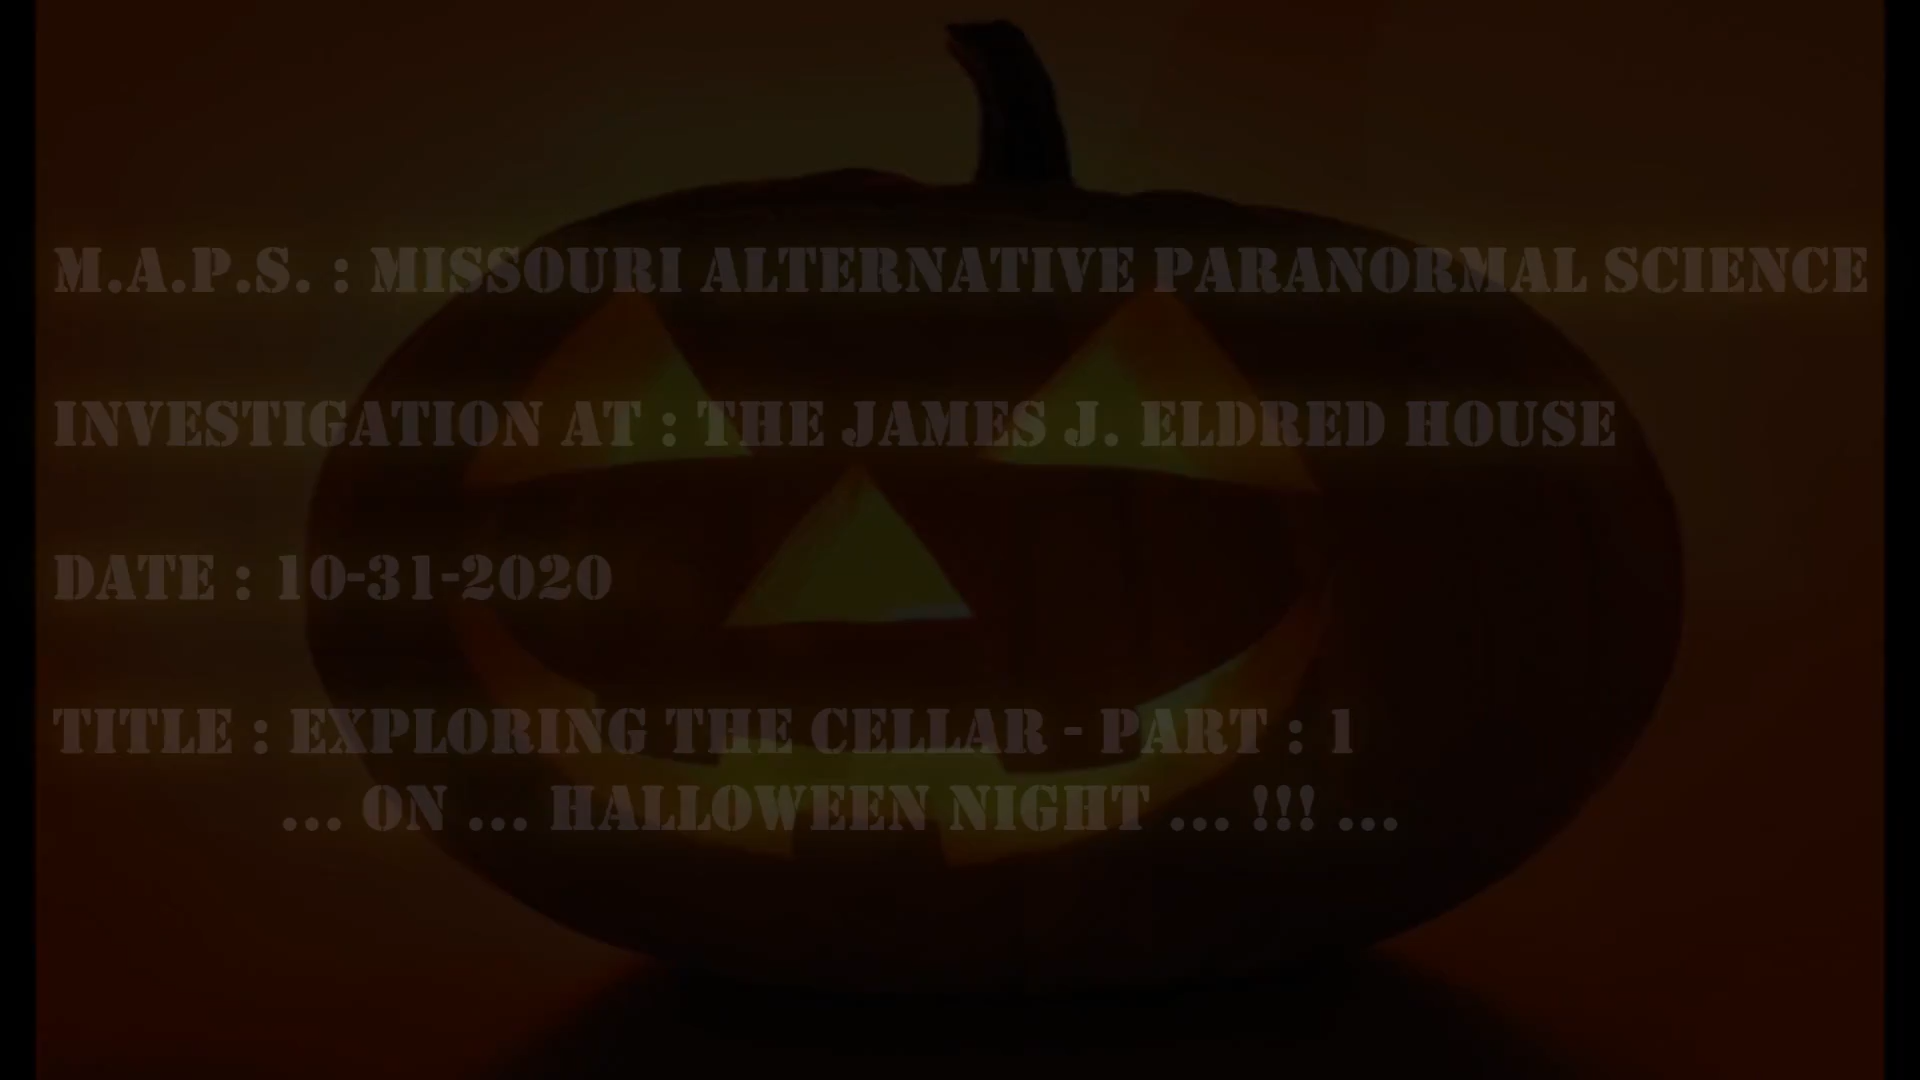 M.A.P.S. : MISSOURI ALTERNATIVE PARANORMAL SCIENCE
INVESTIGATION AT : THE JAMES J. ELDRED HOUSE
DATE : 10-31-2020
TITLE : EXPLORING THE CELLAR - PART : 1
... ON ... HALLOWEEN NIGHT ... !!! ...